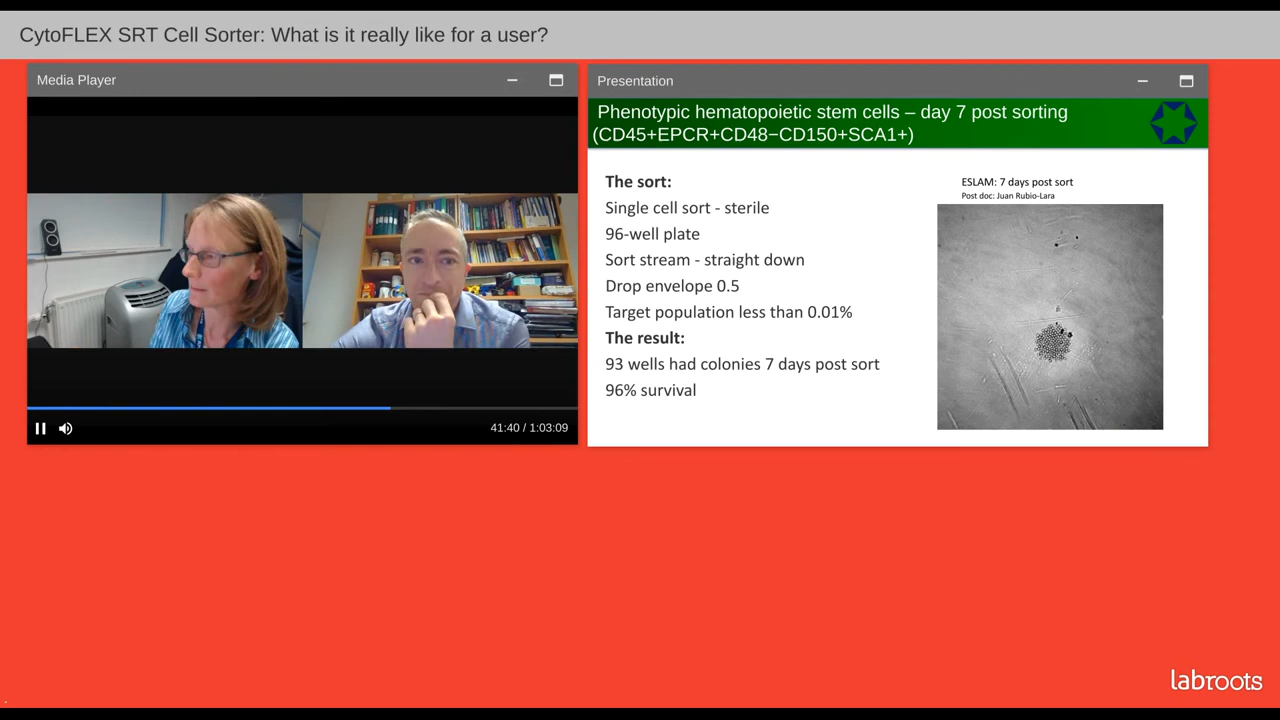 CytoFLEX SRT Cell Sorter: What is it really like for a user?
Media Player
41:40 / 1:03:09
Presentation
Phenotypic hematopoietic stem cells – day 7 post sorting
(CD45+EPCR+CD48−CD150+SCA1+)
The sort:
Single cell sort - sterile
96-well plate
Sort stream - straight down
Drop envelope 0.5
Target population less than 0.01%
The result:
93 wells had colonies 7 days post sort
96% survival
ESLAM: 7 days post sort
Post doc: Juan Rubio-Lara
labroots